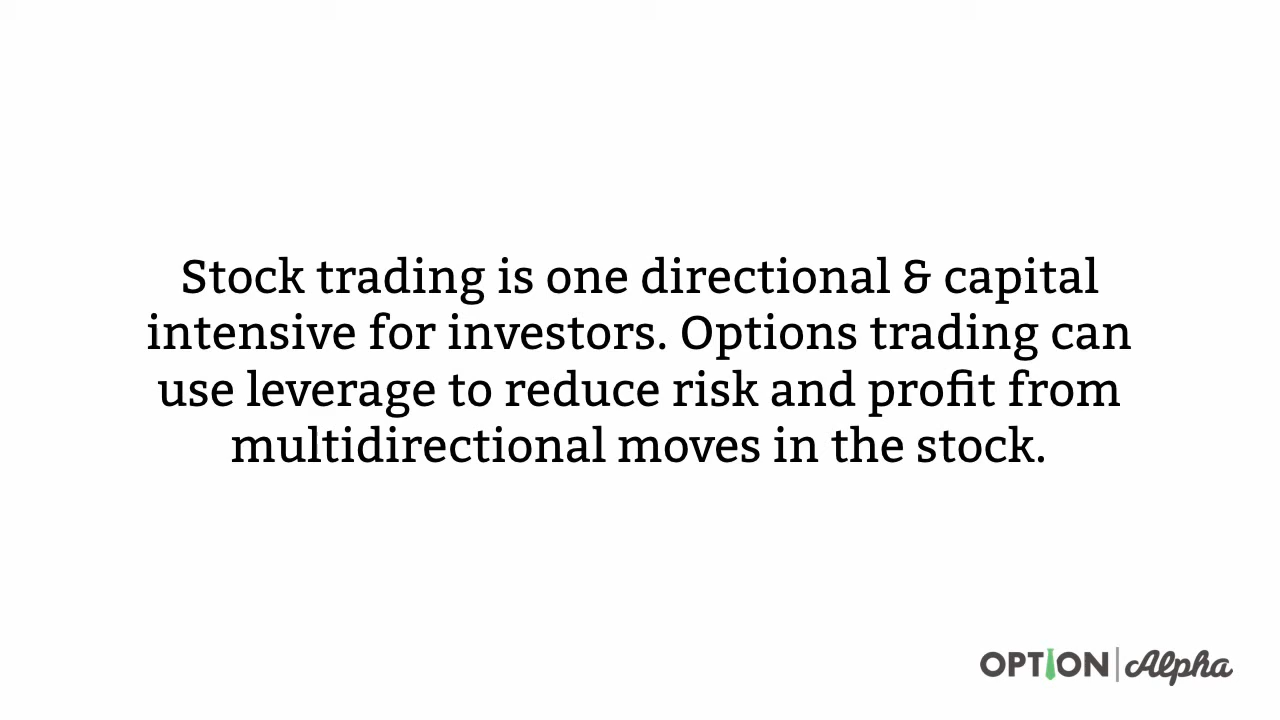 Stock trading is one directional & capital
intensive for investors. Options trading can
use leverage to reduce risk and profit from
multidirectional moves in the stock.
OPTION | Alpha